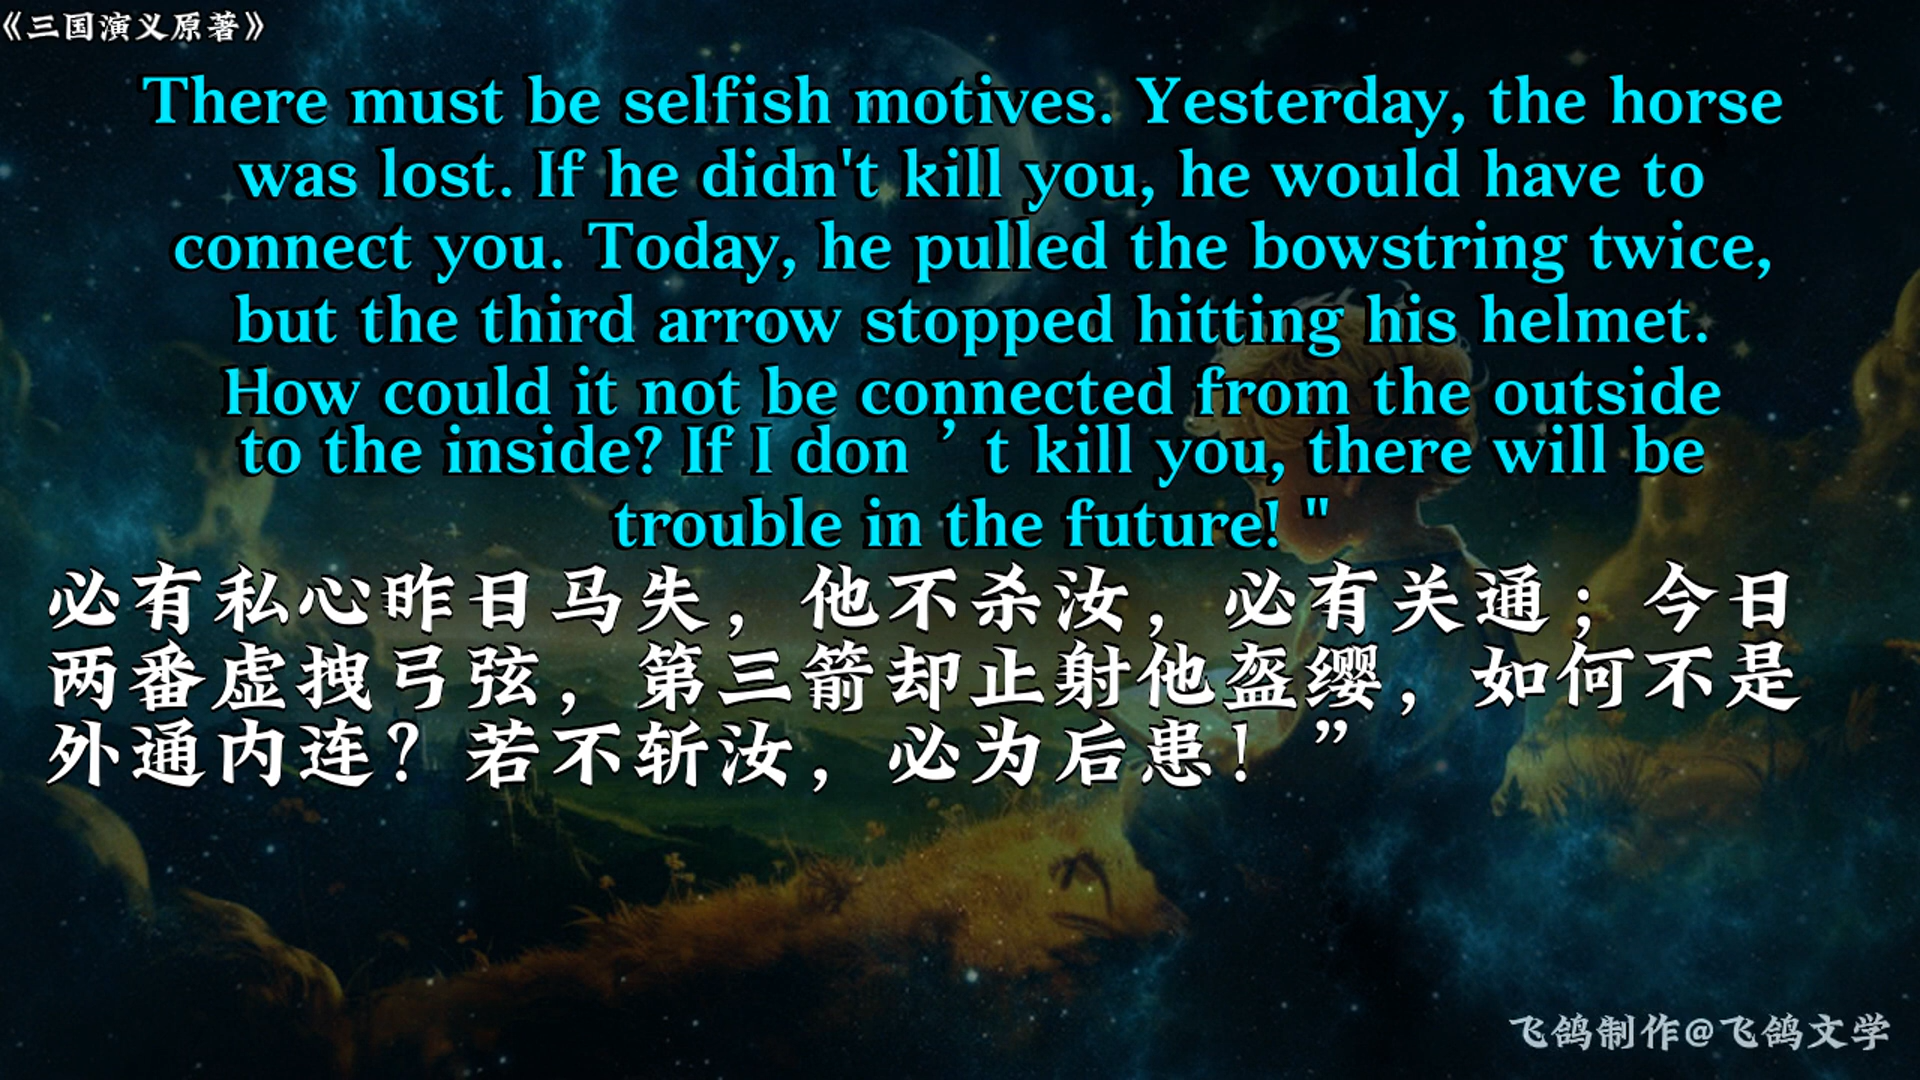 《三国演义原著》
There must be selfish motives. Yesterday, the horse
was lost. If he didn't kill you, he would have to
connect you. Today, he pulled the bowstring twice,
but the third arrow stopped hitting his helmet.
How could it not be connected from the outside
to the inside? If I don ’ t kill you, there will be
trouble in the future! "
必有私心昨日马失，他不杀汝，必有关通；今日
两番虚拽弓弦，第三箭却止射他盔缨，如何不是
外通内连？若不斩汝，必为后患！”
飞鸽制作@飞鸽文学